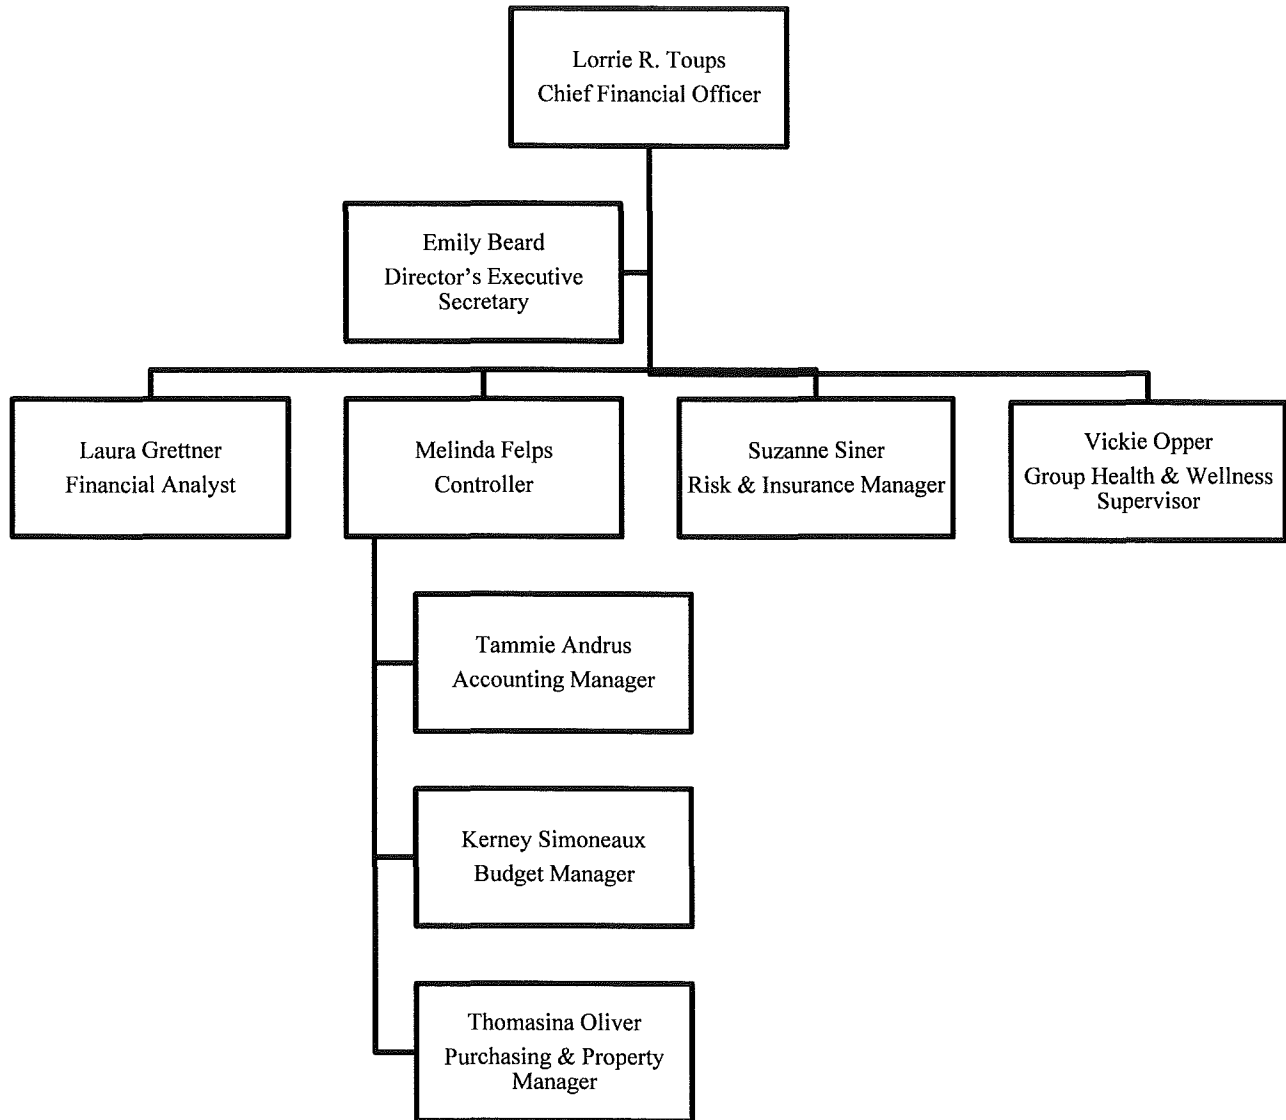 Lorrie R. Toups
Chief Financial Officer
Emily Beard
Director's Executive
Secretary
Laura Grettner
Financial Analyst
Melinda Felps
Controller
Suzanne Siner
Risk & Insurance Manager
Vickie Opper
Group Health & Wellness
Supervisor
Tammie Andrus
Accounting Manager
Kerney Simoneaux
Budget Manager
Thomasina Oliver
Purchasing & Property
Manager